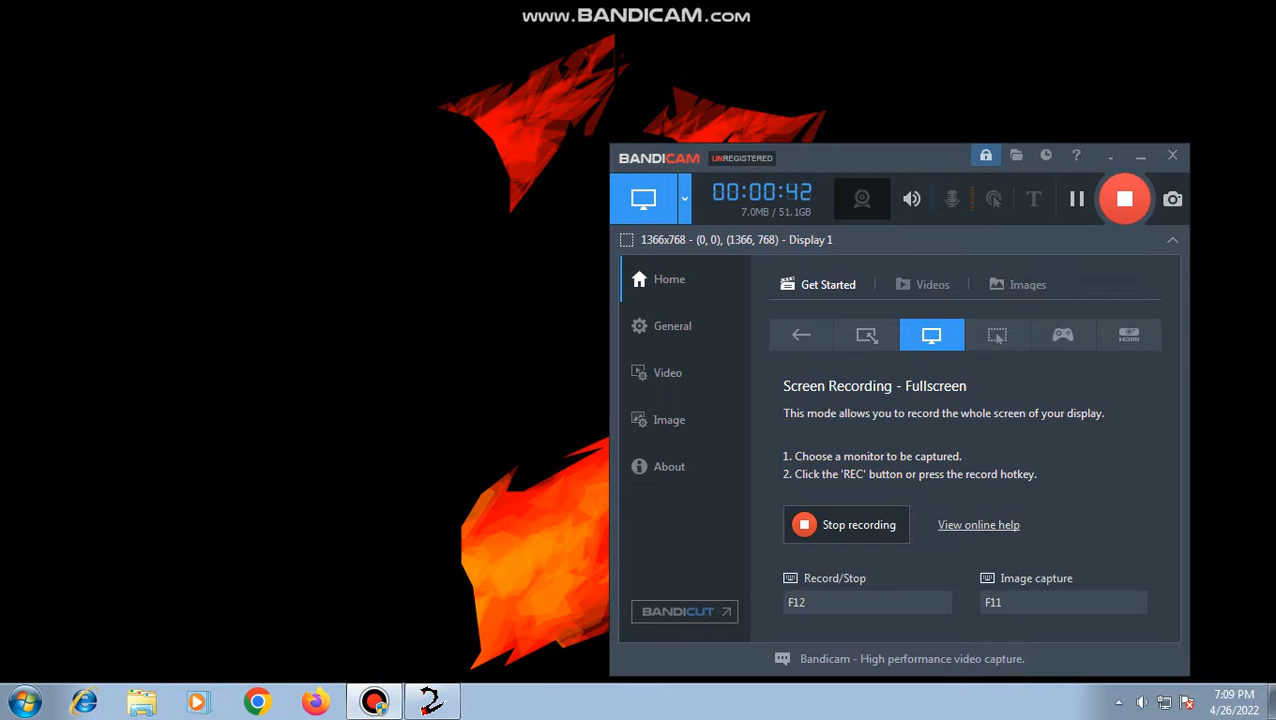 www.BANDICAM.com
BANDICAM UNREGISTERED
00:00:42
7.0MB / 51.1GB
1366x768 - (0, 0), (1366, 768) - Display 1
Home
General
Video
Image
About
BANDICUT
Get Started
Videos
Images
Screen Recording - Fullscreen
This mode allows you to record the whole screen of your display.
1. Choose a monitor to be captured.
2. Click the 'REC' button or press the record hotkey.
Stop recording
View online help
Record/Stop
Image capture
F12
F11
Bandicam - High performance video capture.
7:09 PM
4/26/2022